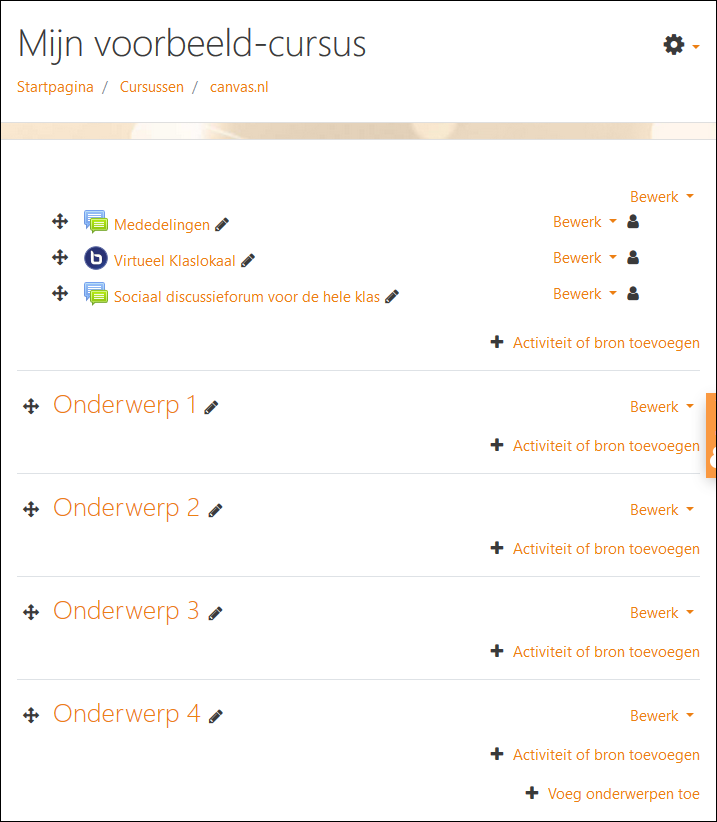 Mijn voorbeeld-cursus
Startpagina / Cursussen / canvas.nl
Bewerk
Mededelingen Bewerk
Virtueel Klaslokaal Bewerk
Sociaal discussieforum voor de hele klas Bewerk
Activiteit of bron toevoegen
Onderwerp 1 Bewerk
Activiteit of bron toevoegen
Onderwerp 2 Bewerk
Activiteit of bron toevoegen
Onderwerp 3 Bewerk
Activiteit of bron toevoegen
Onderwerp 4 Bewerk
Activiteit of bron toevoegen
Voeg onderwerpen toe